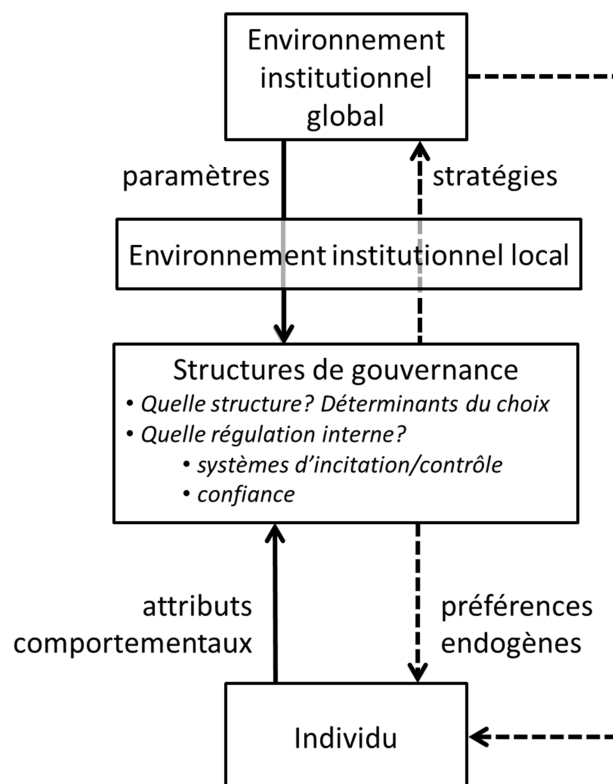 Environnement
institutionnel
global
paramètres
stratégies
Environnement institutionnel local
Structures de gouvernance
• Quelle structure? Déterminants du choix
• Quelle régulation interne?
• systèmes d'incitation/contrôle
• confiance
attributs
comportementaux
préférences
endogènes
Individu